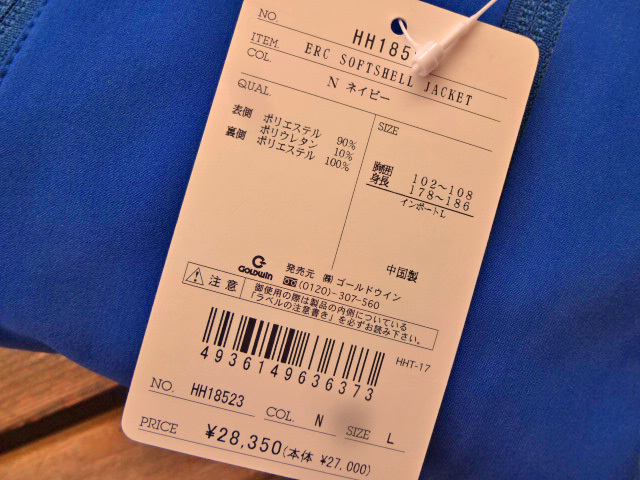 NO.
HH185
ITEM ERC SOFTSHELL JACKET
COL. N ネイビー
QUAL.
表側 ポリエステル 90%
ポリウレタン 10%
裏側 ポリエステル 100%
SIZE
胸囲 102~108
身長 178~186
インポートL
中国製
GOLDWIN
発売元 ㈱ゴールドウイン
(0120)-307-560
注意
御使用の際は製品の内側についている
「ラベルの注意書き」を必ずお読み下さい。
4936149636373
HHT-17
NO. HH18523 COL. N SIZE L
PRICE ¥28,350(本体 ¥27,000)